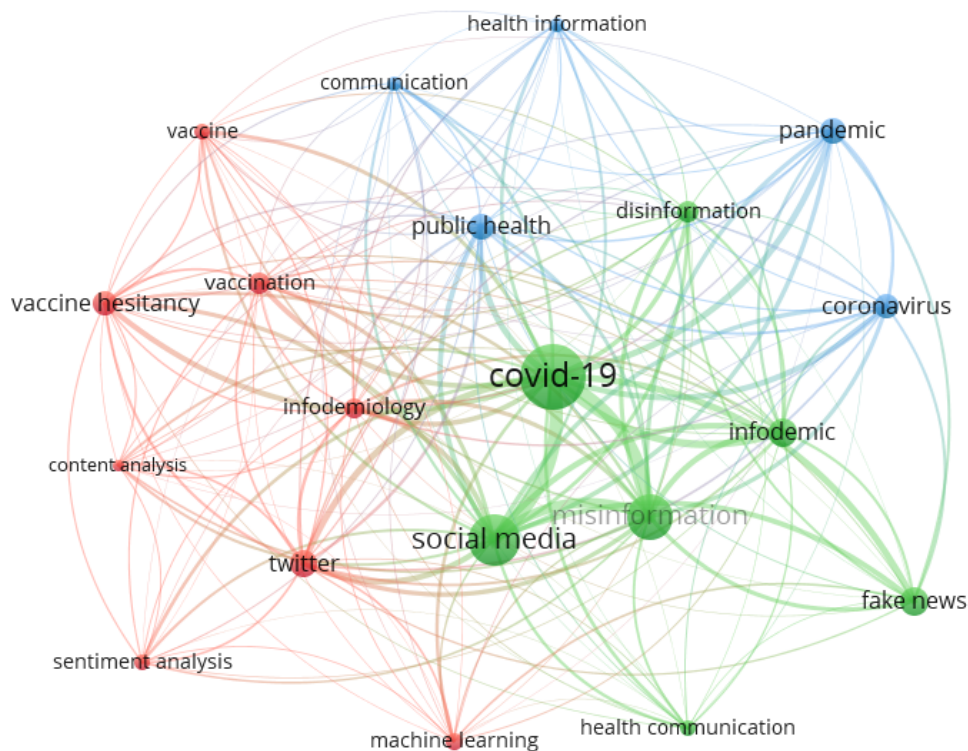 health information
communication
vaccine
pandemic
disinformation
public health
vaccination
vaccine hesitancy
coronavirus
covid-19
infodemiology
infodemic
content analysis
misinformation
social media
twitter
fake news
sentiment analysis
health communication
machine learning